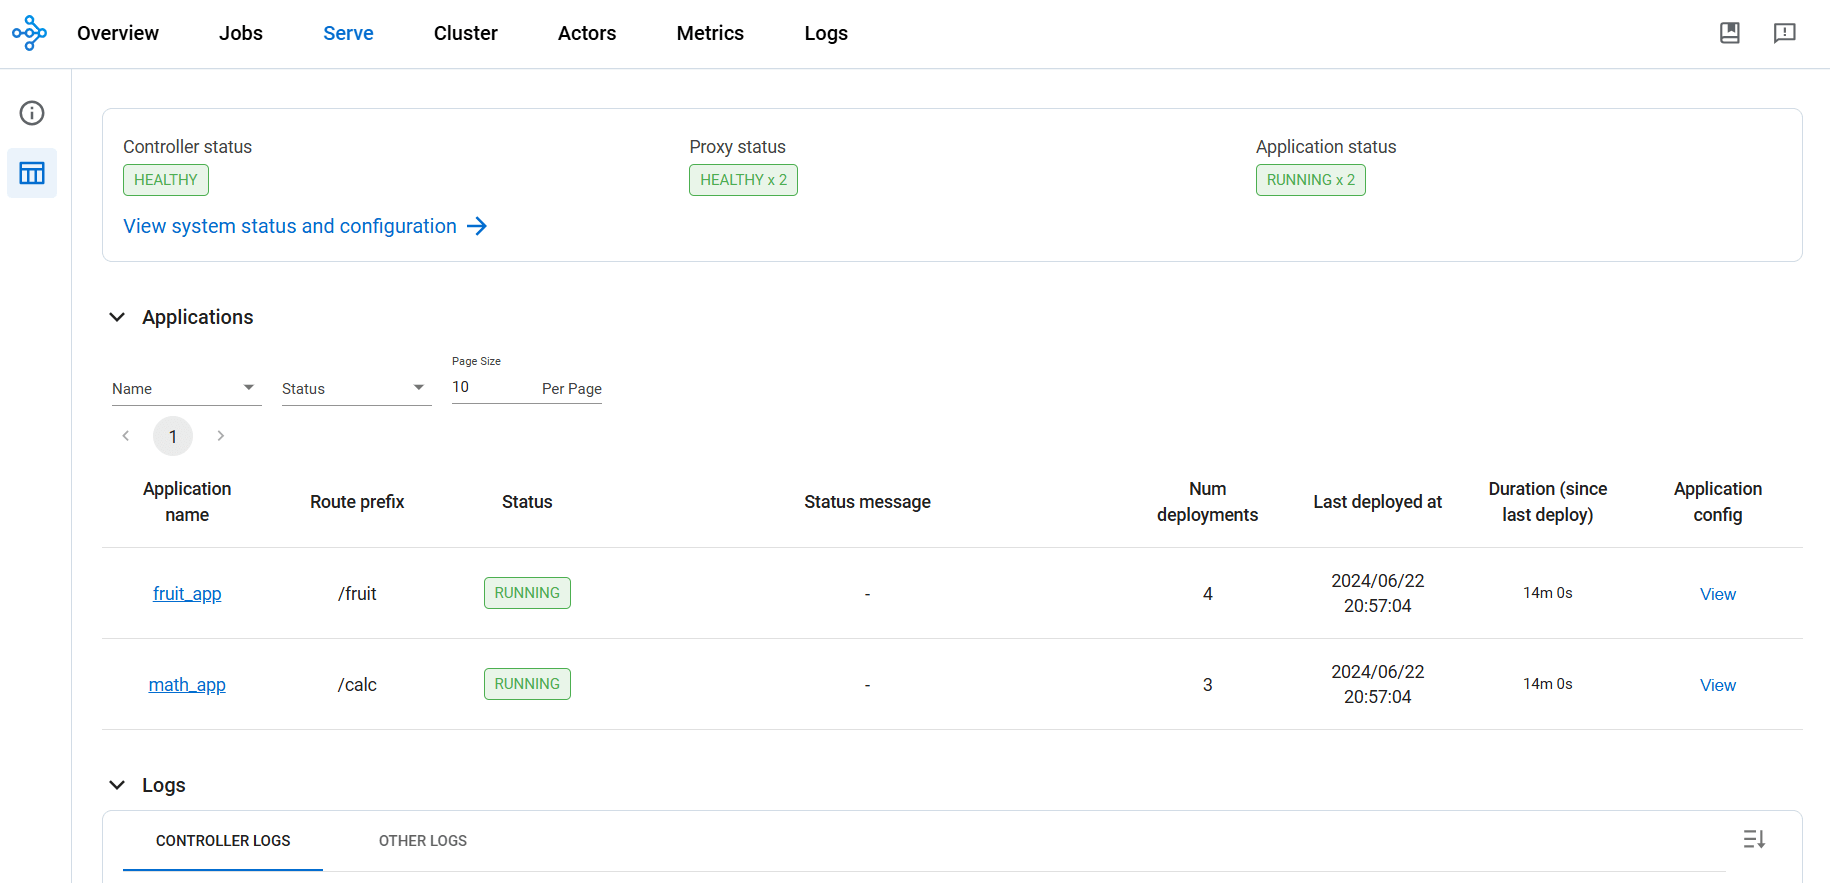 Overview Jobs Serve Cluster Actors Metrics Logs
Controller status Proxy status Application status
HEALTHY HEALTHY x 2 RUNNING x 2
View system status and configuration
Applications
Page Size
Name Status 10 Per Page
1
Application name Route prefix Status Status message Num deployments Last deployed at Duration (since last deploy) Application config
fruit_app /fruit RUNNING - 4 2024/06/22 20:57:04 14m 0s View
math_app /calc RUNNING - 3 2024/06/22 20:57:04 14m 0s View
Logs
CONTROLLER LOGS OTHER LOGS